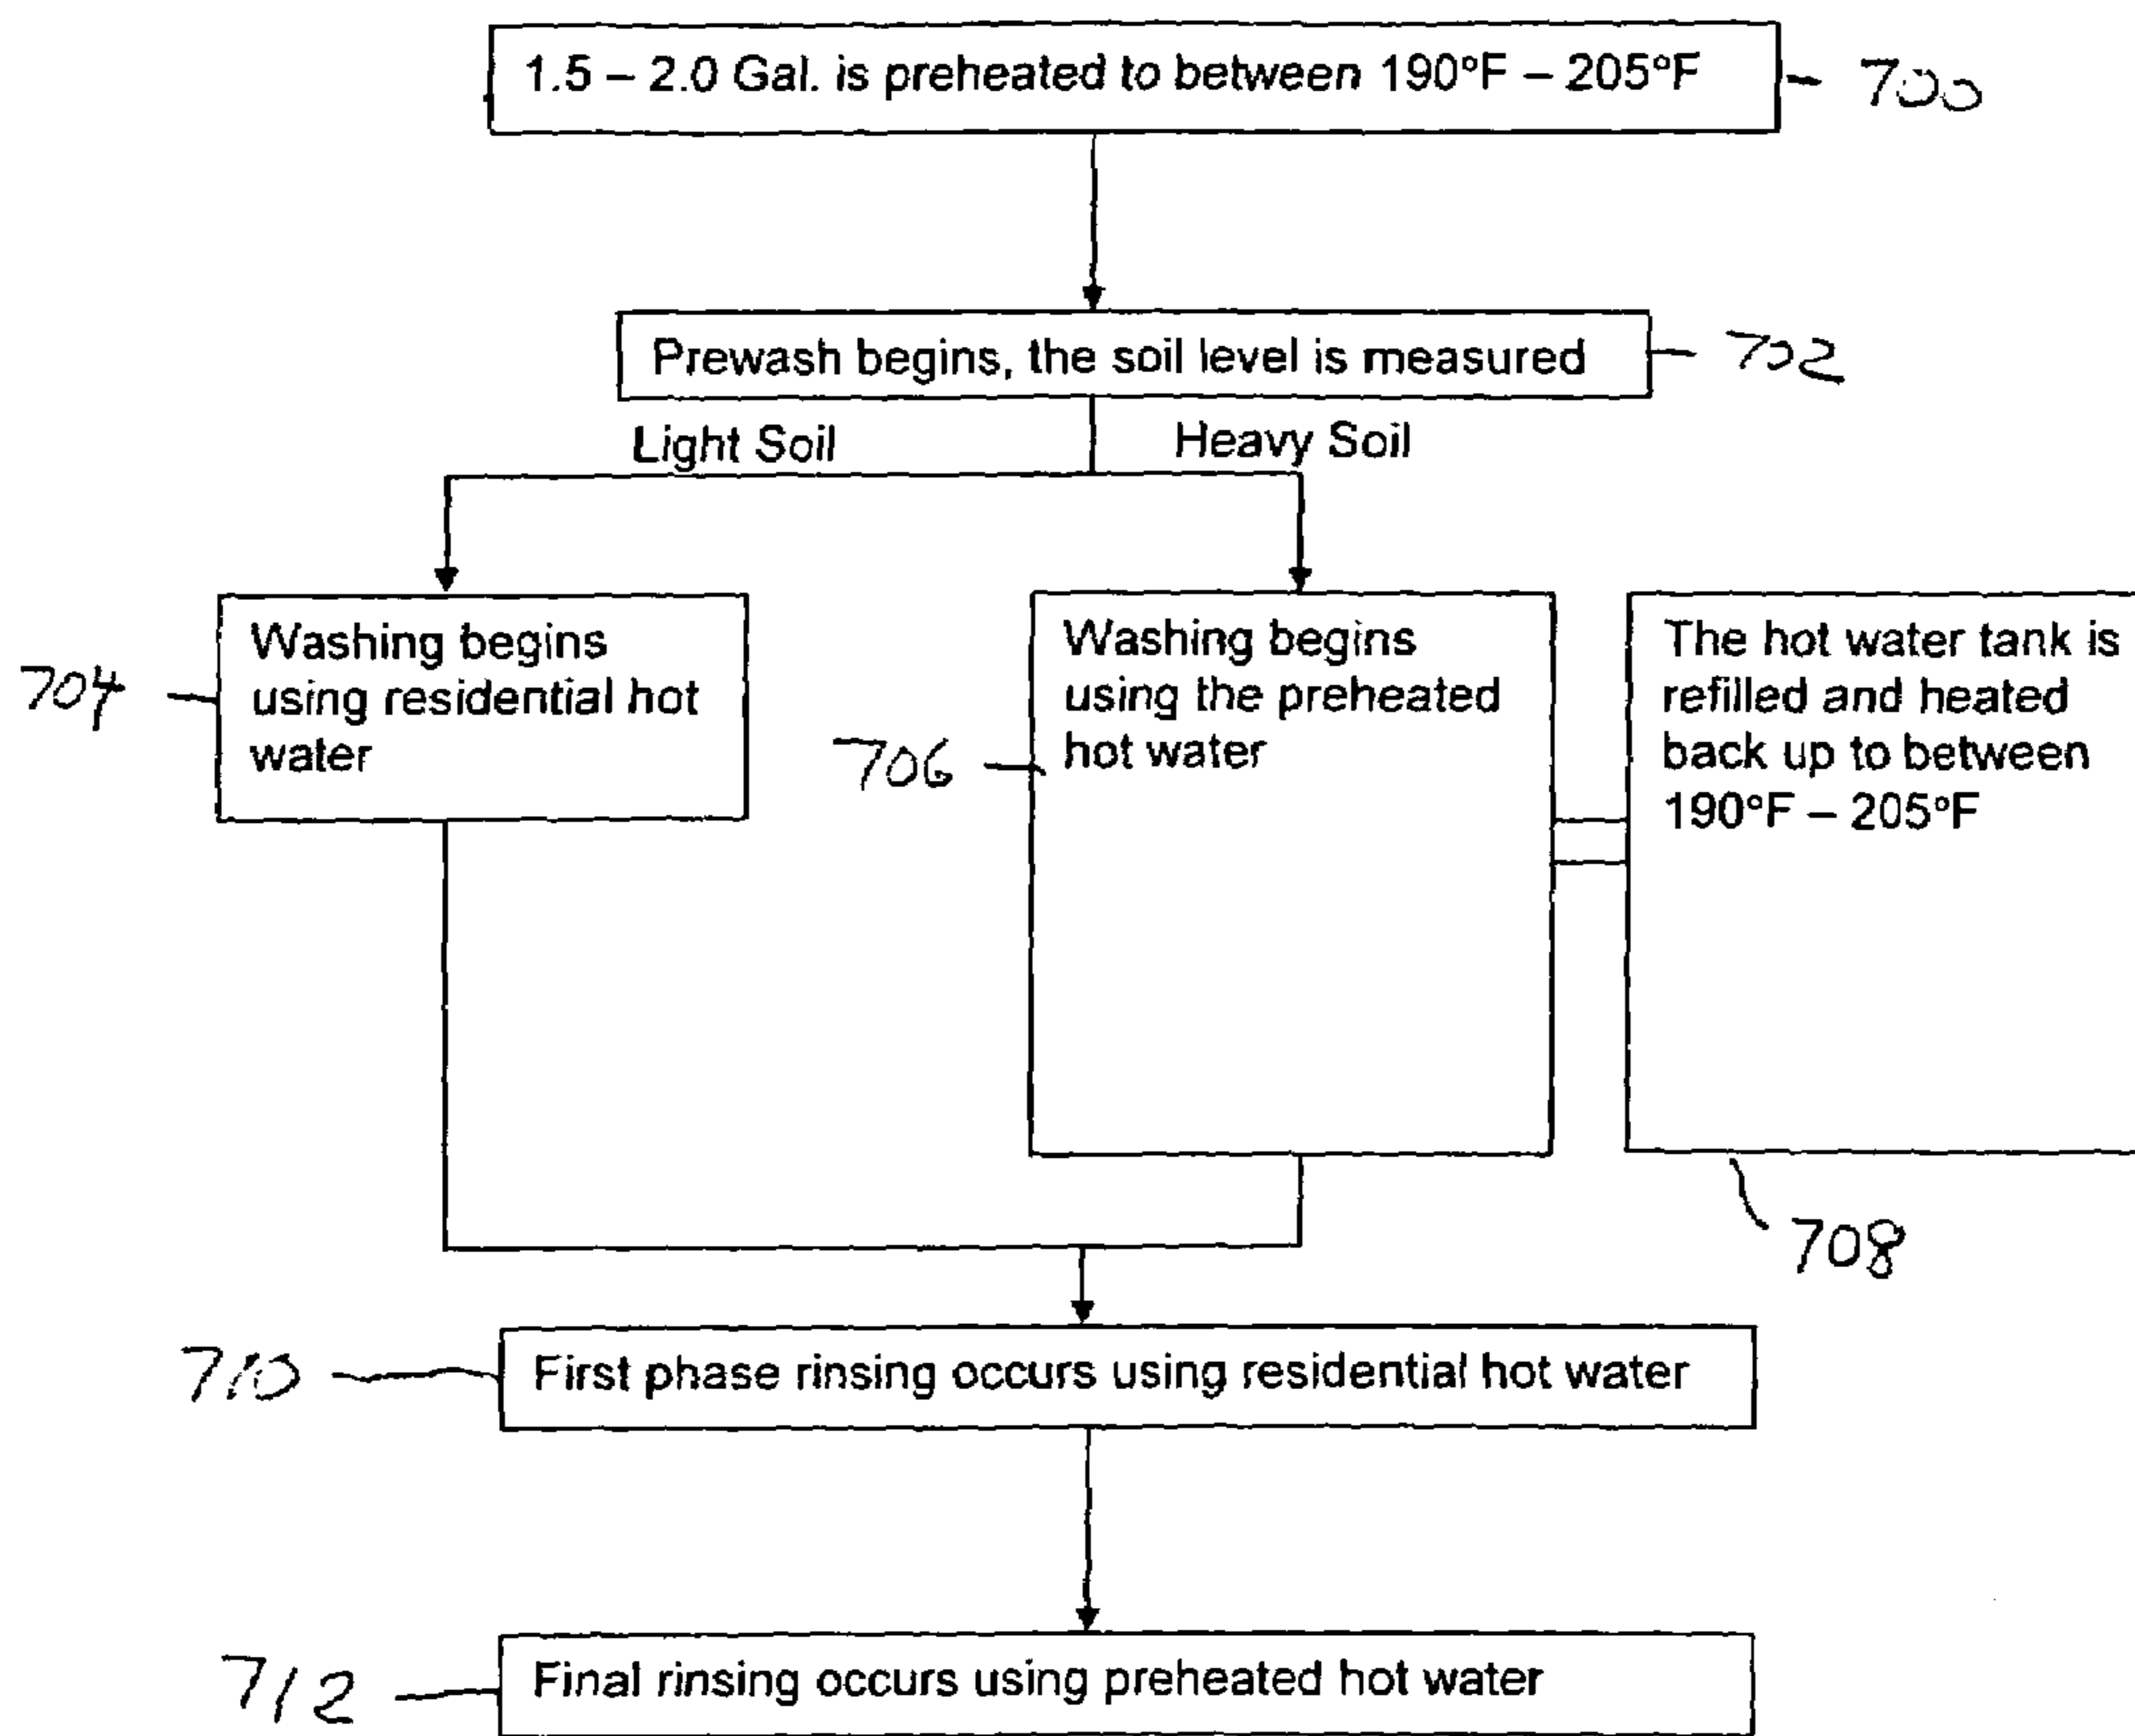 1.5 – 2.0 Gal. is preheated to between 190°F – 205°F
700
Prewash begins, the soil level is measured
702
Light Soil
Heavy Soil
704
Washing begins
using residential hot
water
706
Washing begins
using the preheated
hot water
The hot water tank is
refilled and heated
back up to between
190°F – 205°F
708
710
First phase rinsing occurs using residential hot water
712
Final rinsing occurs using preheated hot water